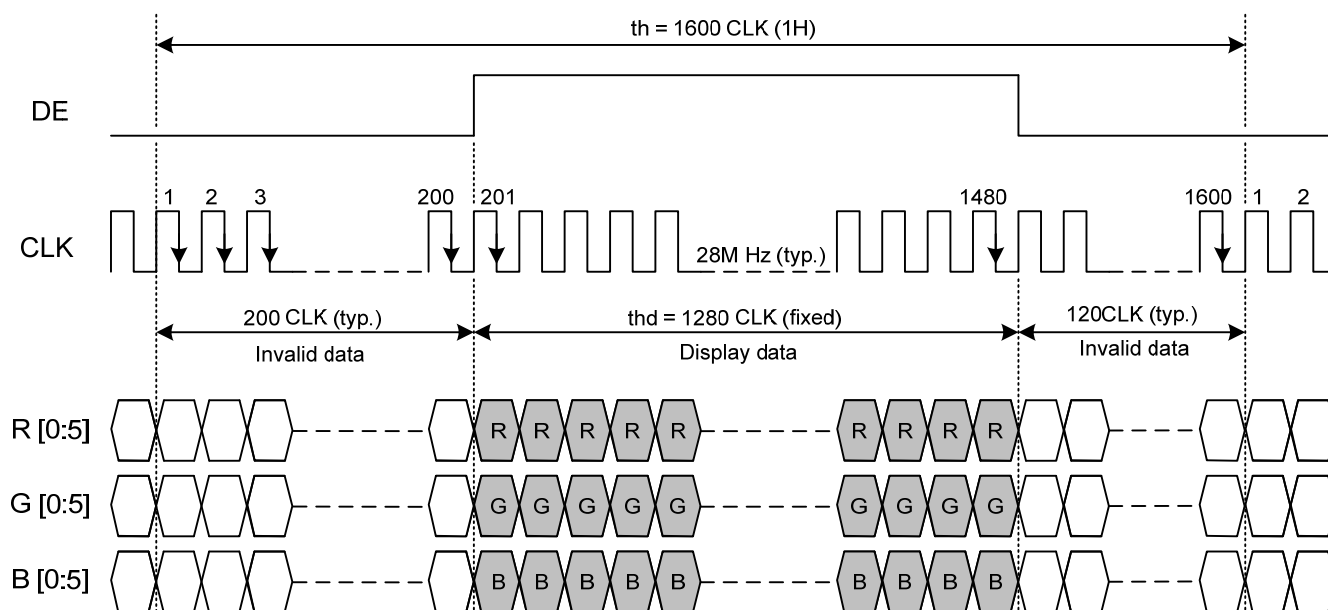 th = 1600 CLK (1H)
DE
1 2 3 200 201 1480 1600 1 2
CLK
28M Hz (typ.)
200 CLK (typ.) thd = 1280 CLK (fixed) 120CLK (typ.)
Invalid data Display data Invalid data
R [0:5] R R R R R R R R R
G [0:5] G G G G G G G G G
B [0:5] B B B B B B B B B